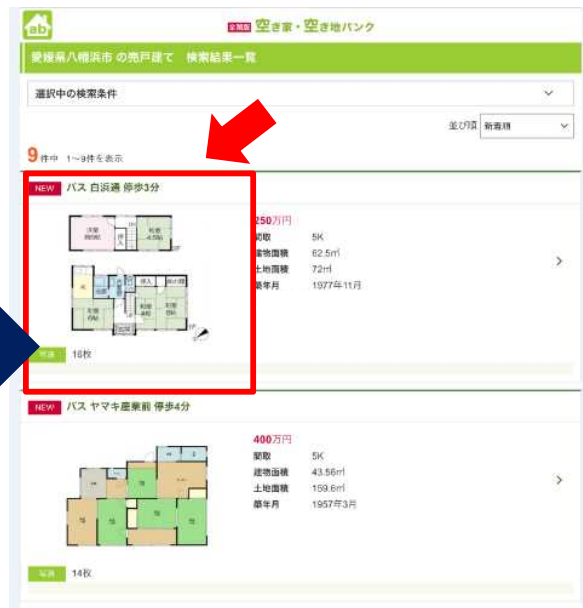 ab 全国版 空き家・空き地バンク
愛媛県八幡浜市 の売戸建て 検索結果一覧
選択中の検索条件
並び順 新着順
9件中 1～9件を表示
NEW バス 白浜通 停歩3分
250万円
間取 5K
建物面積 62.5㎡
土地面積 72㎡
築年月 1977年11月
写真 16枚
NEW バス ヤマキ産業前 停歩4分
400万円
間取 5K
建物面積 43.56㎡
土地面積 159.6㎡
築年月 1957年3月
写真 14枚